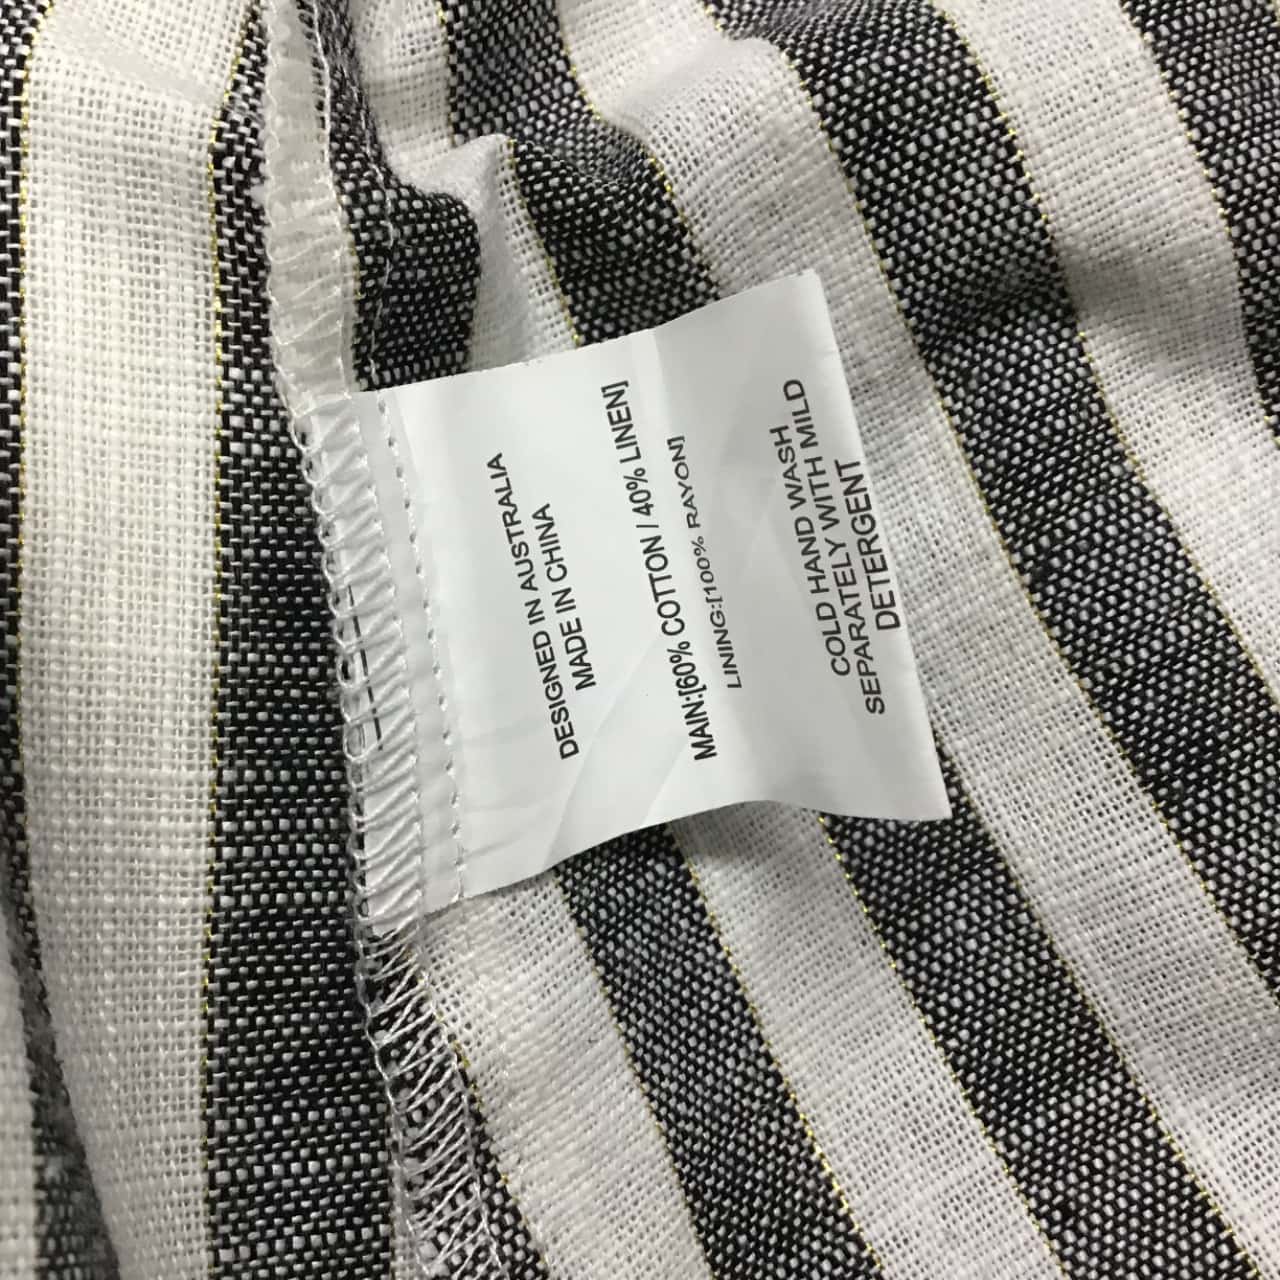 DESIGNED IN AUSTRALIA
MADE IN CHINA
MAIN:[60% COTTON / 40% LINEN]
LINING:[100% RAYON]
COLD HAND WASH
SEPARATELY WITH MILD
DETERGENT